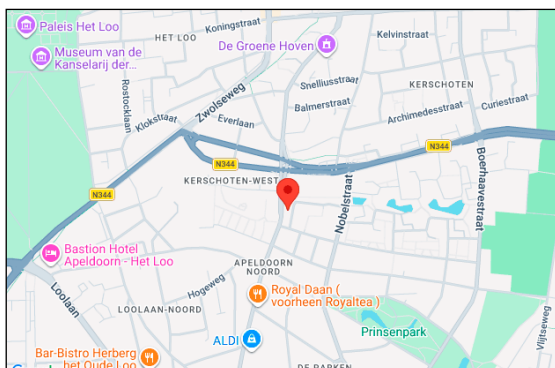 Paleis Het Loo
Koningstraat
Kelvinstraat
HET LOO
De Groene Hoven
Museum van de
Kanselarij der...
Rostocklaan
Zwolseweg
Snelliusstraat
KERSCHOTEN
Balmerstraat
Klokstraat
Everlaan
Archimedesstraat
Curiestraat
N344
N344
Boerhaavestraat
KERSCHOTEN-WEST
N344
Nobelstraat
Bastion Hotel
Apeldoorn - Het Loo
APELDOORN
NOORD
Loolaan
Hogeweg
Royal Daan (
voorheen Royaltea )
LOOLAAN-NOORD
Prinsenpark
Vlijtseweg
ALDI
Bar-Bistro Herberg
het Oude Loo
DE PARKEN